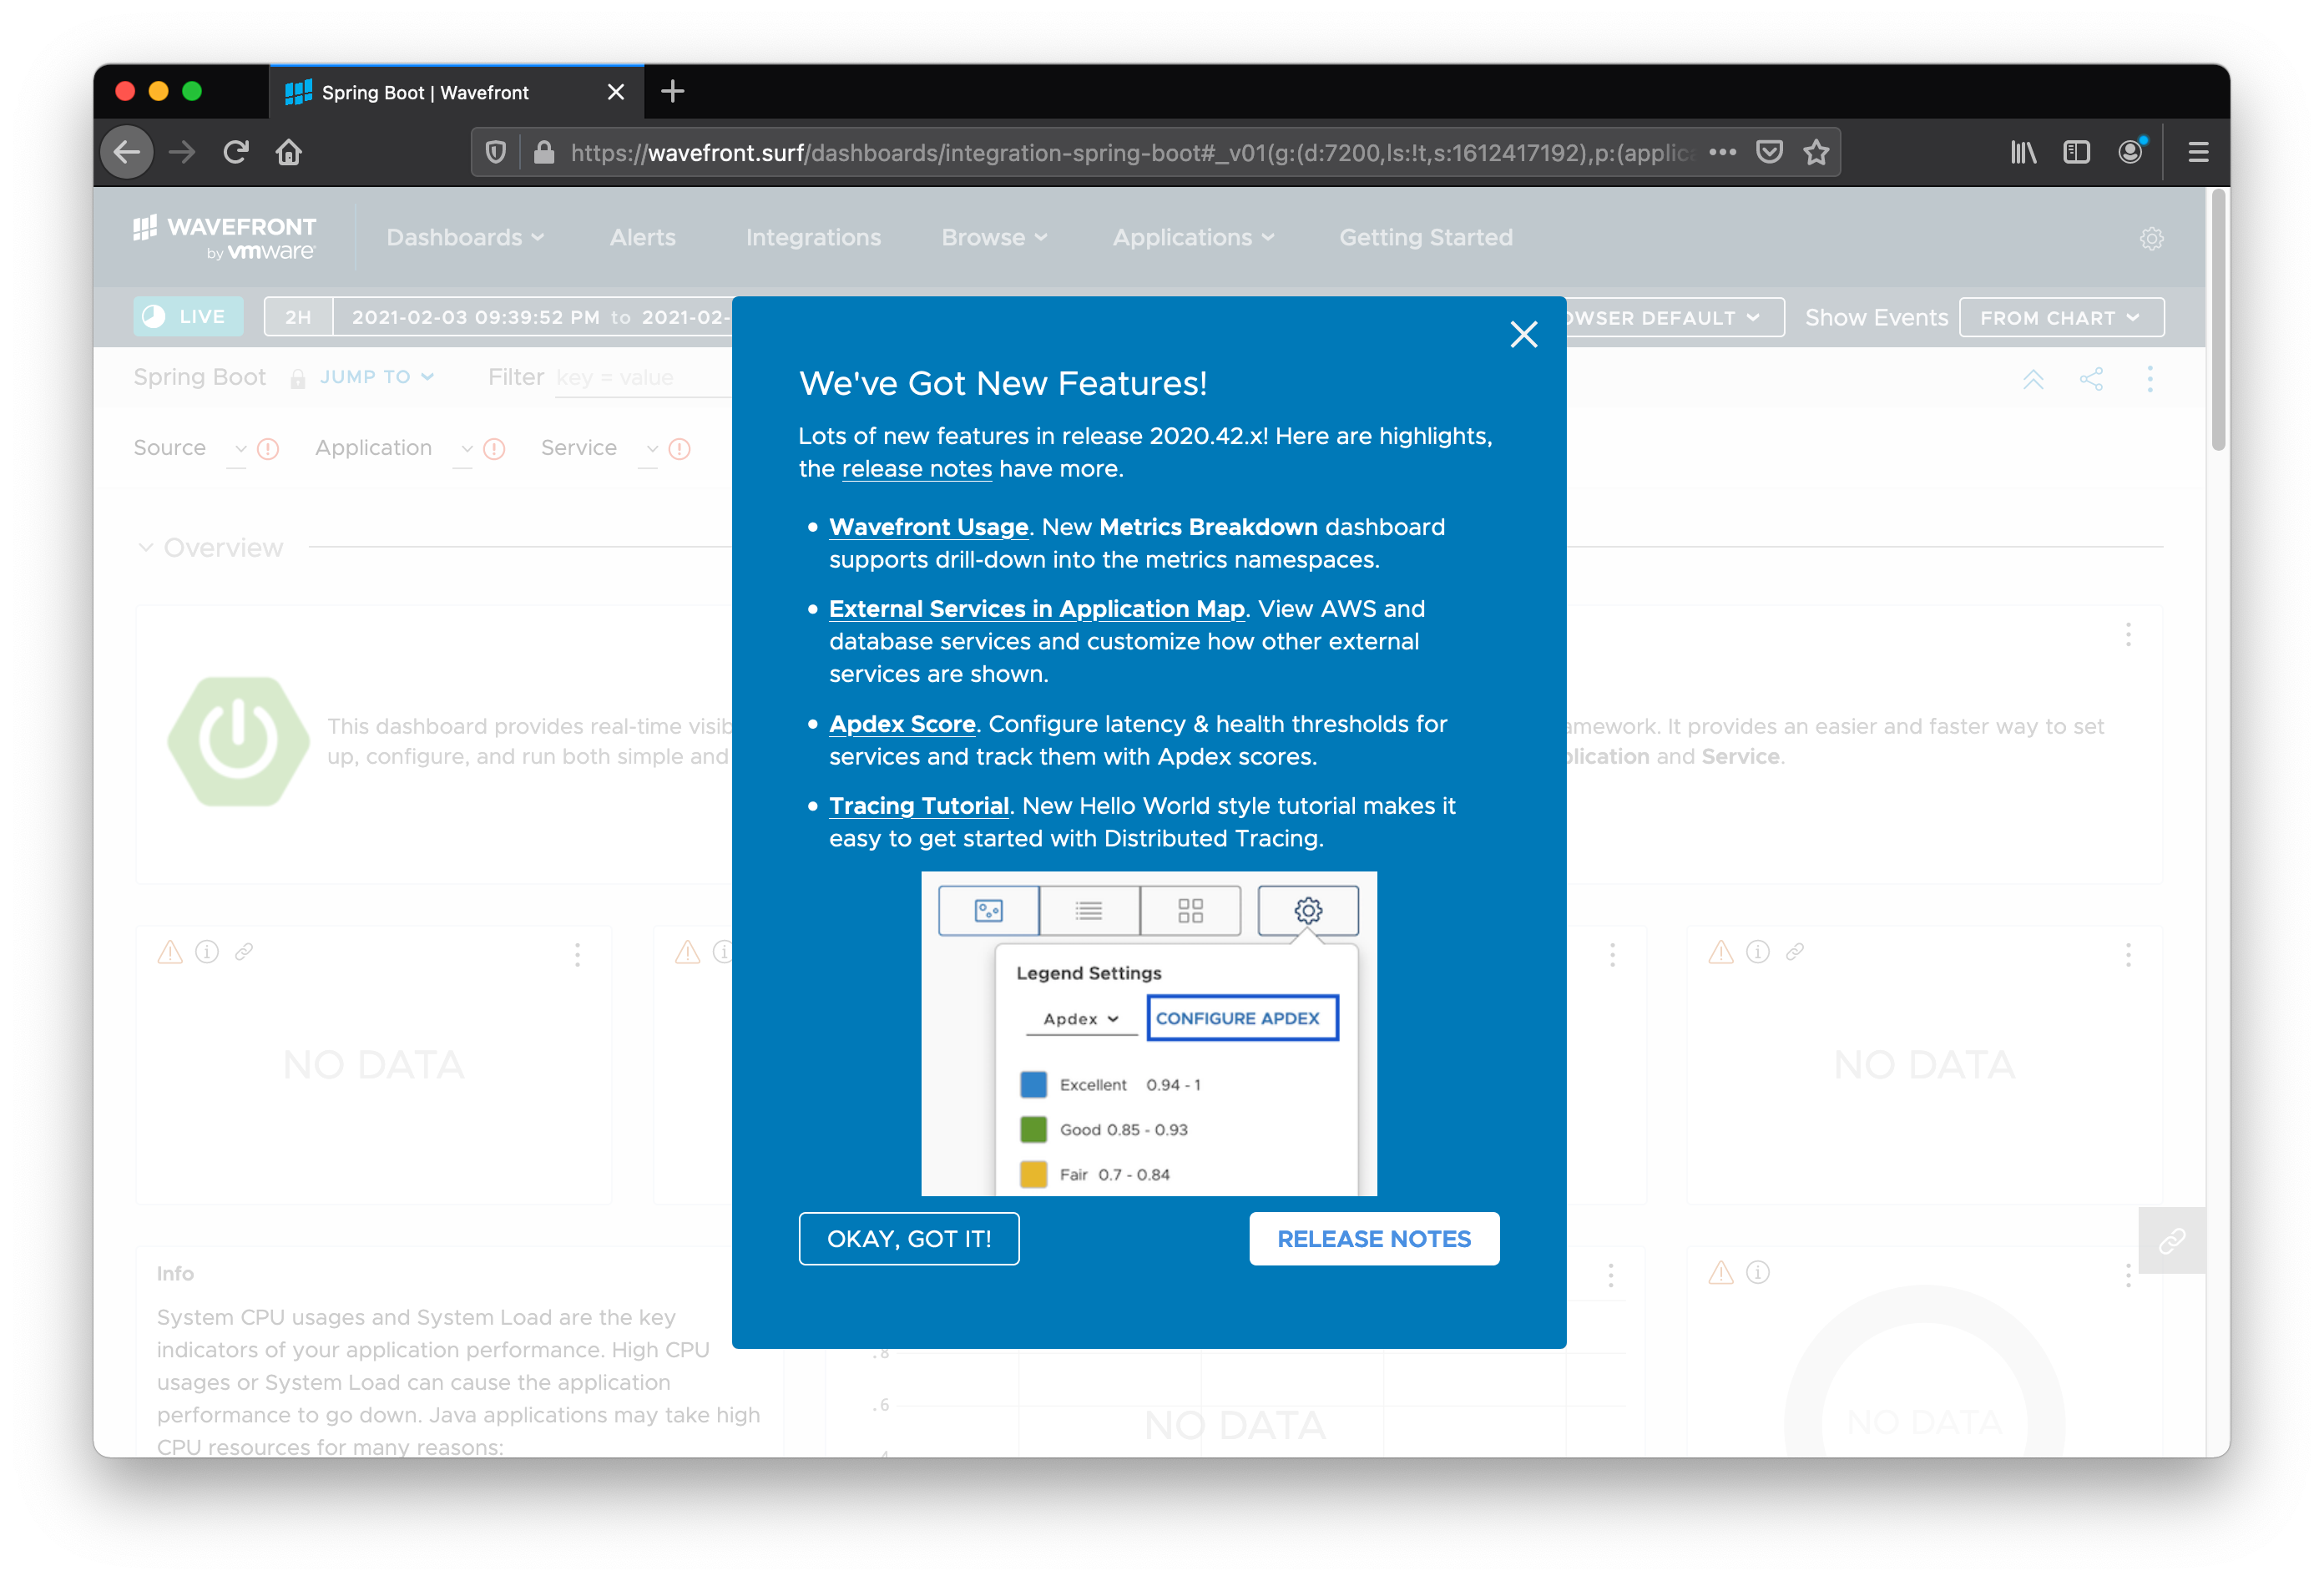 Spring Boot | Wavefront
https://wavefront.surf/dashboards/integration-spring-boot#_v01(g:(d:7200,ls:!t,s:1612417192),p:(applic
WAVEFRONT
by vmware
Dashboards
Alerts
Integrations
Browse
Applications
Getting Started
LIVE
2H
2021-02-03 09:39:52 PM to 2021-02-
OWSER DEFAULT
Show Events
FROM CHART
Spring Boot
JUMP TO
Filter
key = value
Source
Application
Service
Overview
This dashboard provides real-time visib
amework. It provides an easier and faster way to set
up, configure, and run both simple and
plication and Service.
We've Got New Features!
Lots of new features in release 2020.42.x! Here are highlights,
the release notes have more.
Wavefront Usage. New Metrics Breakdown dashboard
supports drill-down into the metrics namespaces.
External Services in Application Map. View AWS and
database services and customize how other external
services are shown.
Apdex Score. Configure latency & health thresholds for
services and track them with Apdex scores.
Tracing Tutorial. New Hello World style tutorial makes it
easy to get started with Distributed Tracing.
Legend Settings
Apdex
CONFIGURE APDEX
Excellent 0.94 - 1
Good 0.85 - 0.93
Fair 0.7 - 0.84
OKAY, GOT IT!
RELEASE NOTES
NO DATA
NO DATA
Info
System CPU usages and System Load are the key
indicators of your application performance. High CPU
usages or System Load can cause the application
performance to go down. Java applications may take high
CPU resources for many reasons:
.8
.6
.4
NO DATA
NO DATA